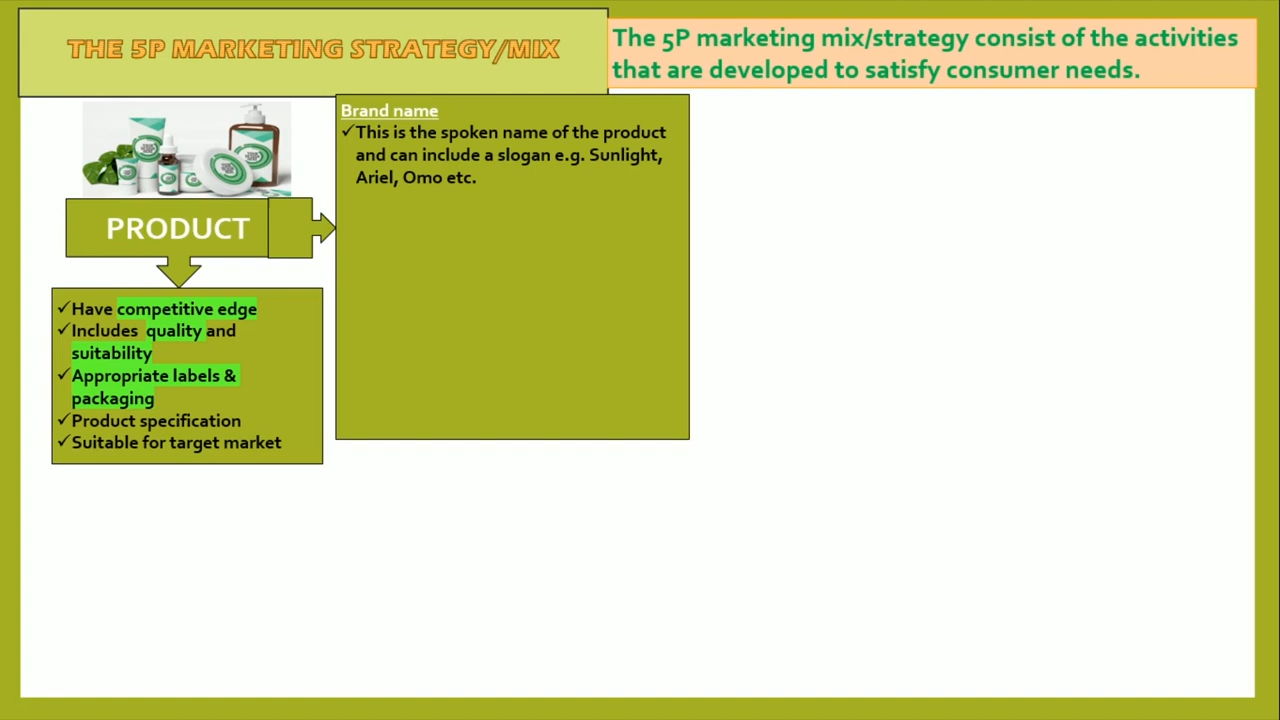 THE 5P MARKETING STRATEGY/MIX
The 5P marketing mix/strategy consist of the activities
that are developed to satisfy consumer needs.
PRODUCT
✓Have competitive edge
✓Includes quality and
suitability
✓Appropriate labels &
packaging
✓Product specification
✓Suitable for target market
Brand name
✓This is the spoken name of the product
and can include a slogan e.g. Sunlight,
Ariel, Omo etc.